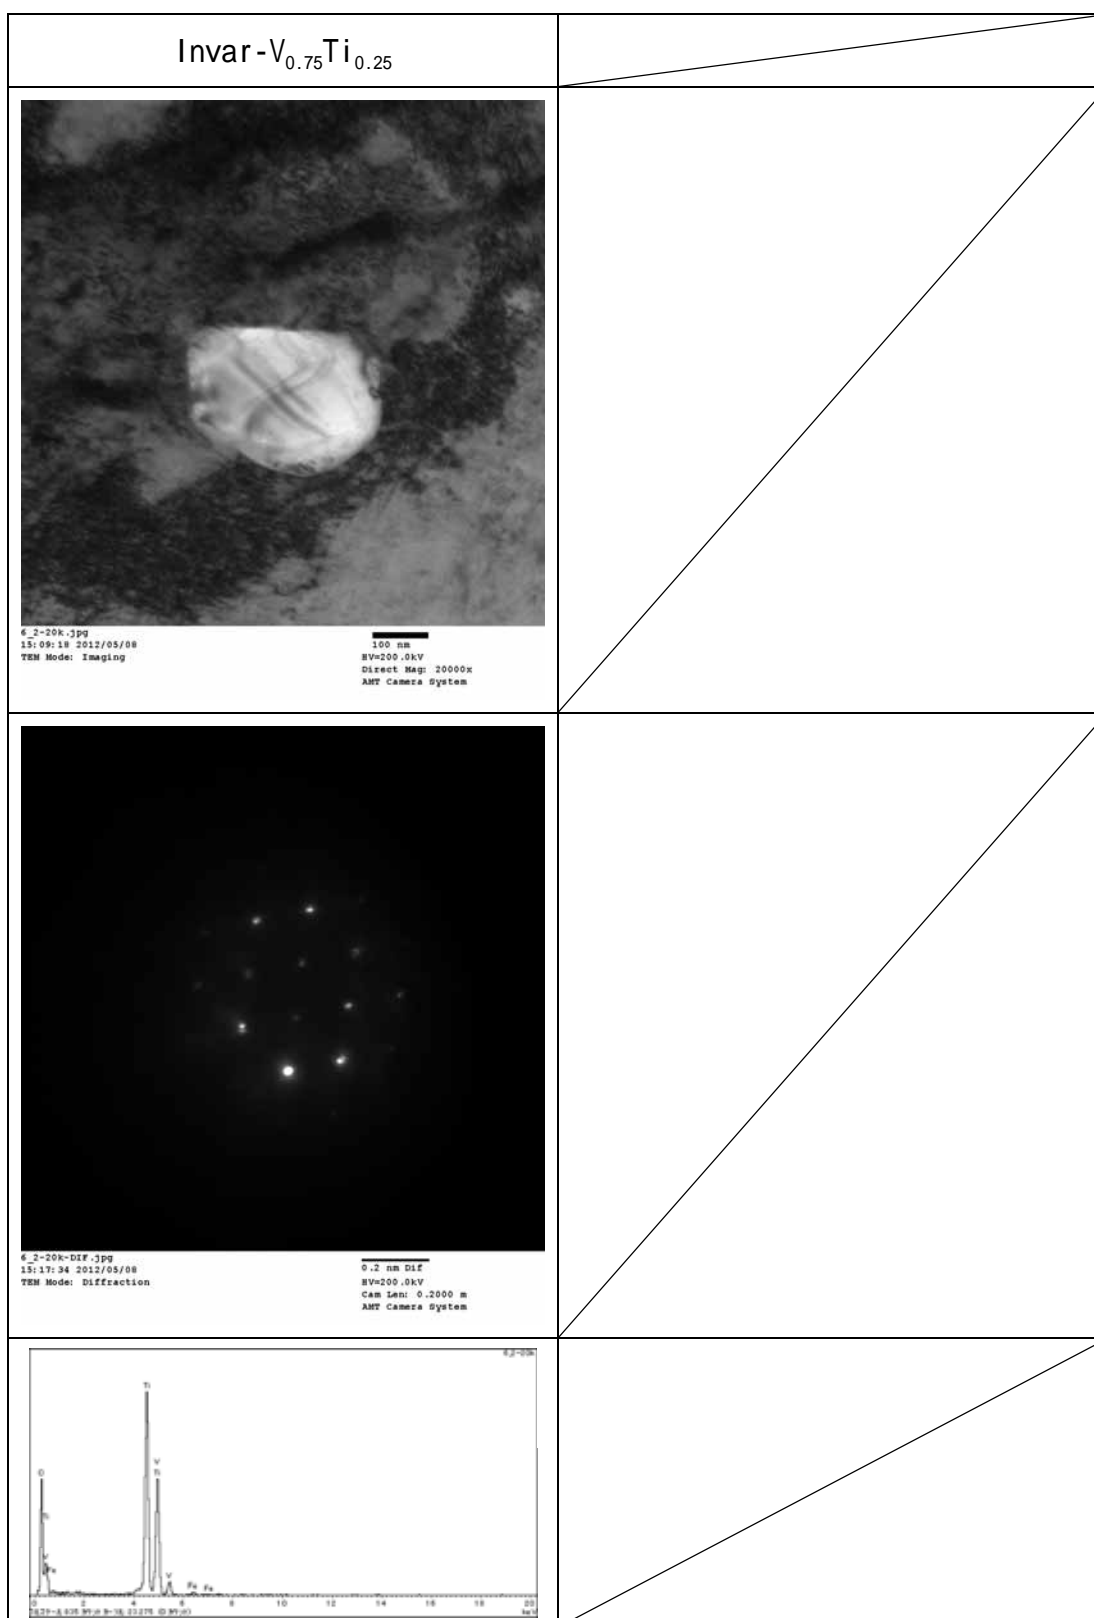 Invar-V0.75Ti0.25
6_2-20k.jpg
15:09:18 2012/05/08
TEM Mode: Imaging
100 nm
HV=200.0kV
Direct Mag: 20000x
AMT Camera System
6_2-20k-DIF.jpg
15:17:34 2012/05/08
TEM Mode: Diffraction
0.2 nm Dif
HV=200.0kV
Cam Len: 0.2000 m
AMT Camera System
6_2-20k
Ti
V
Ti
Ti
V
Fe
V
Fe
Fe
0 2 4 6 8 10 12 14 16 18 20
keV